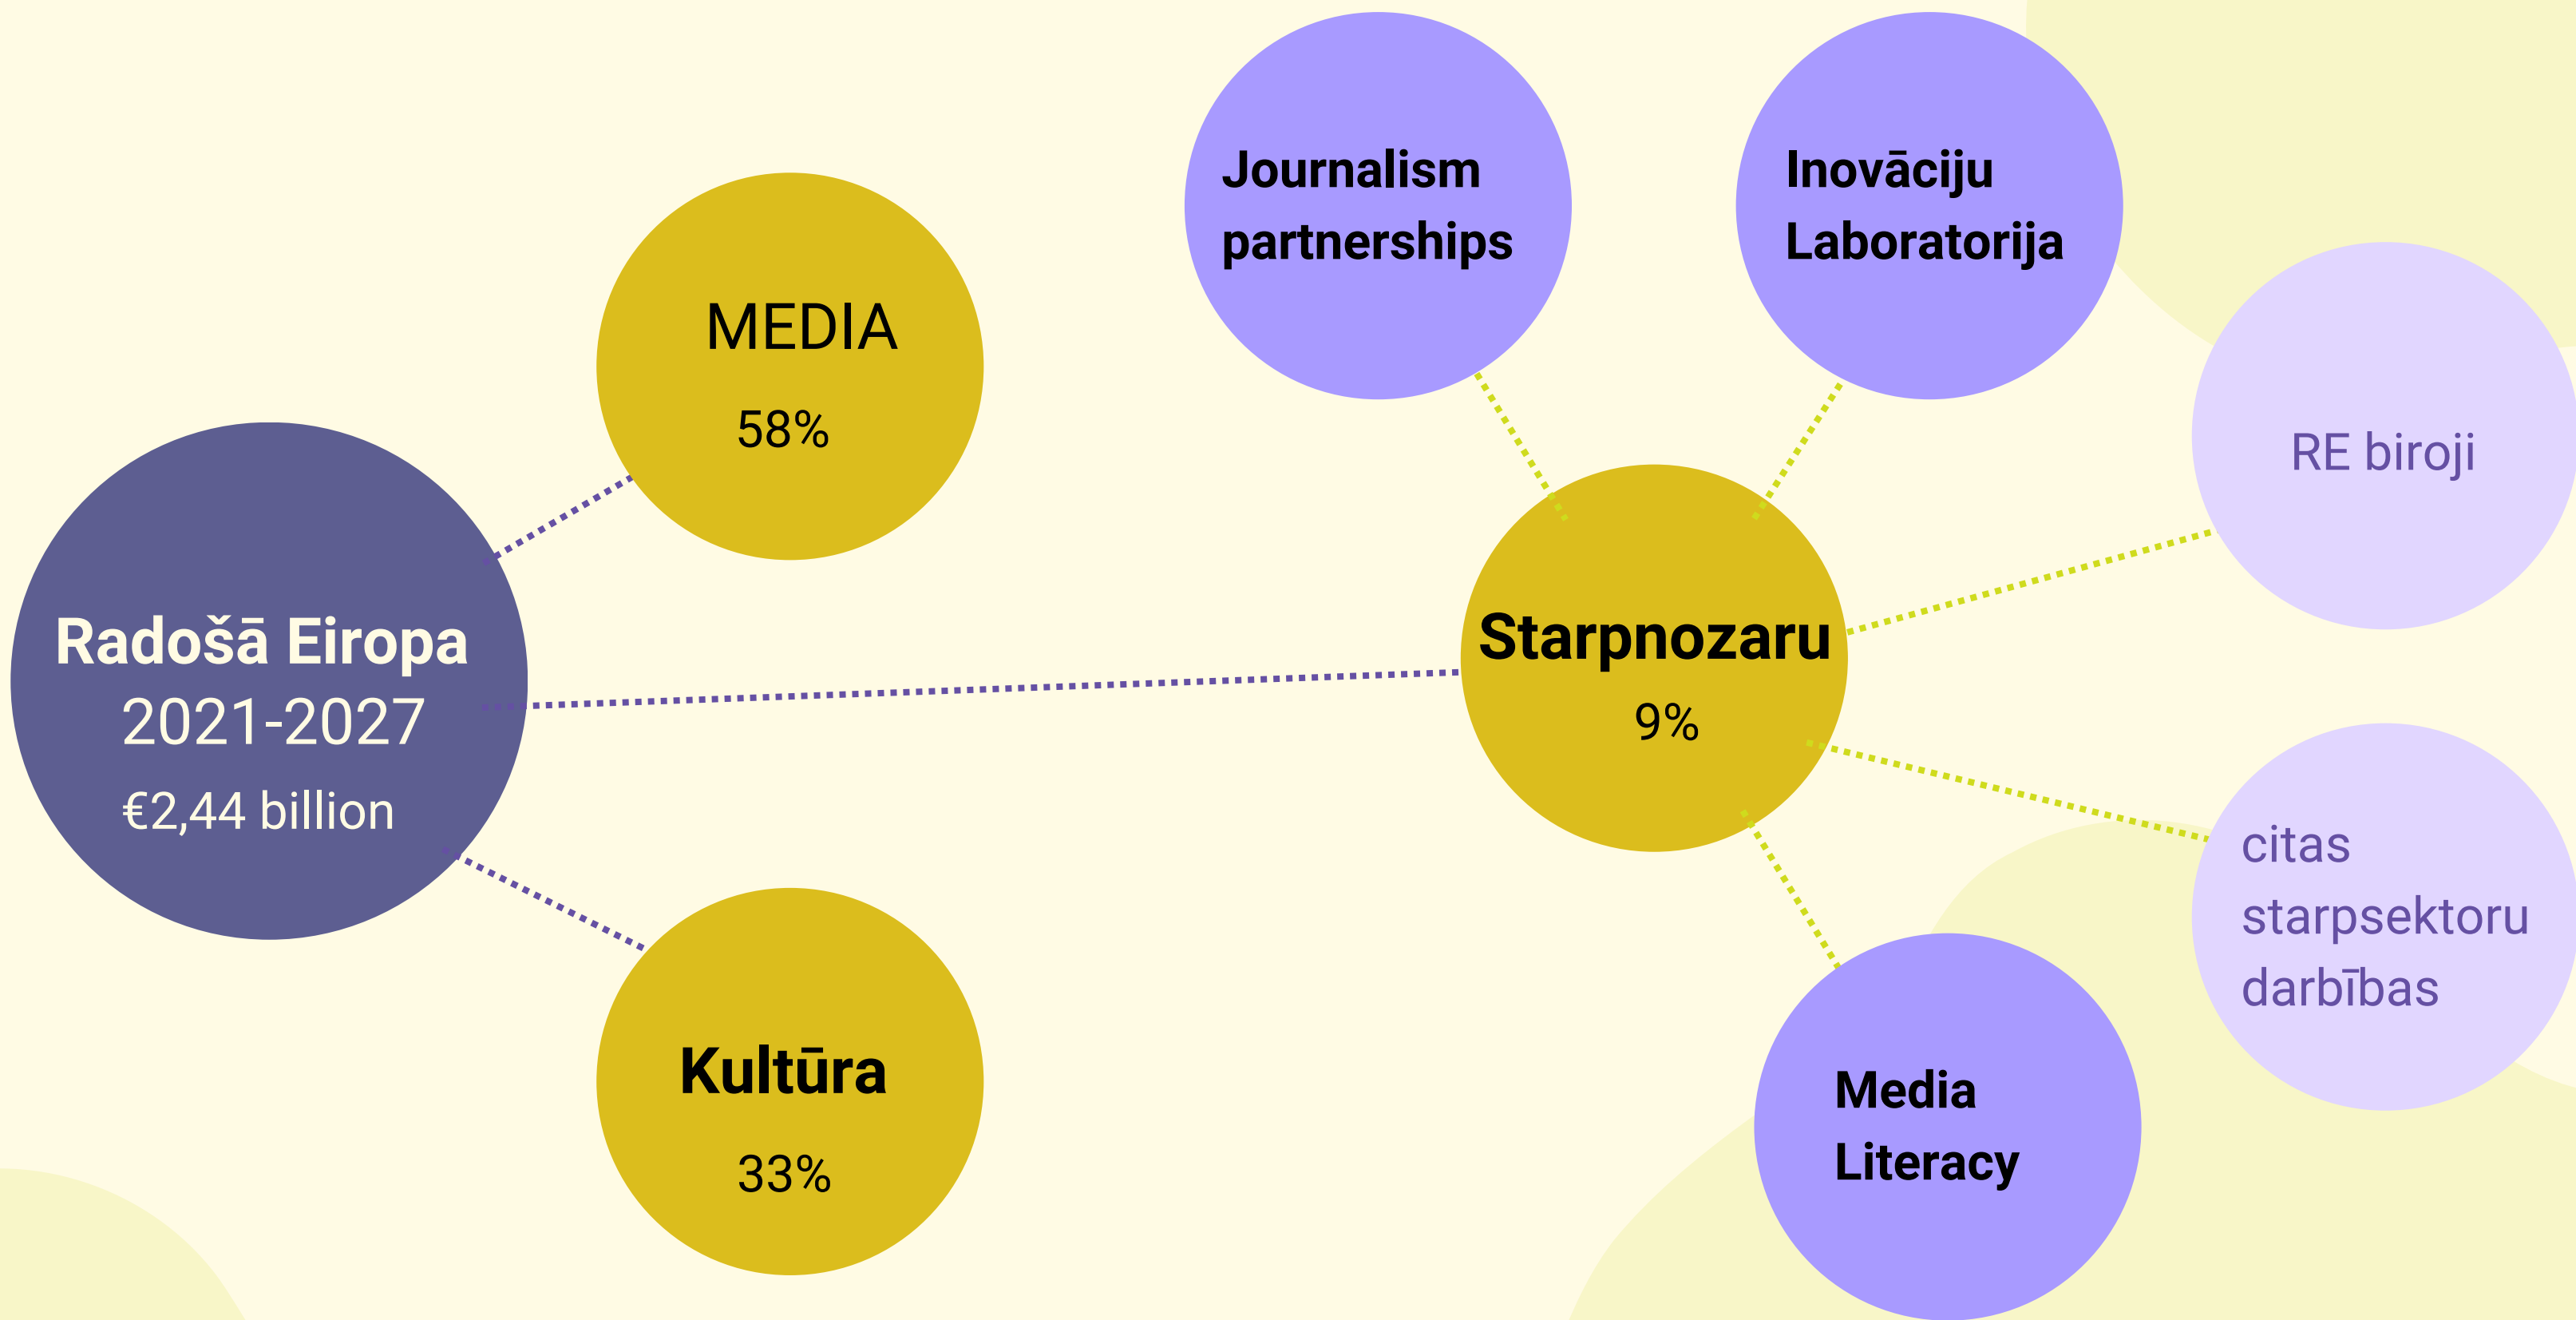 Radošā Eiropa
2021-2027
€2,44 billion
MEDIA
58%
Kultūra
33%
Starpnozaru
9%
Journalism
partnerships
Inovāciju
Laboratorija
RE biroji
citas
starpsektoru
darbības
Media
Literacy